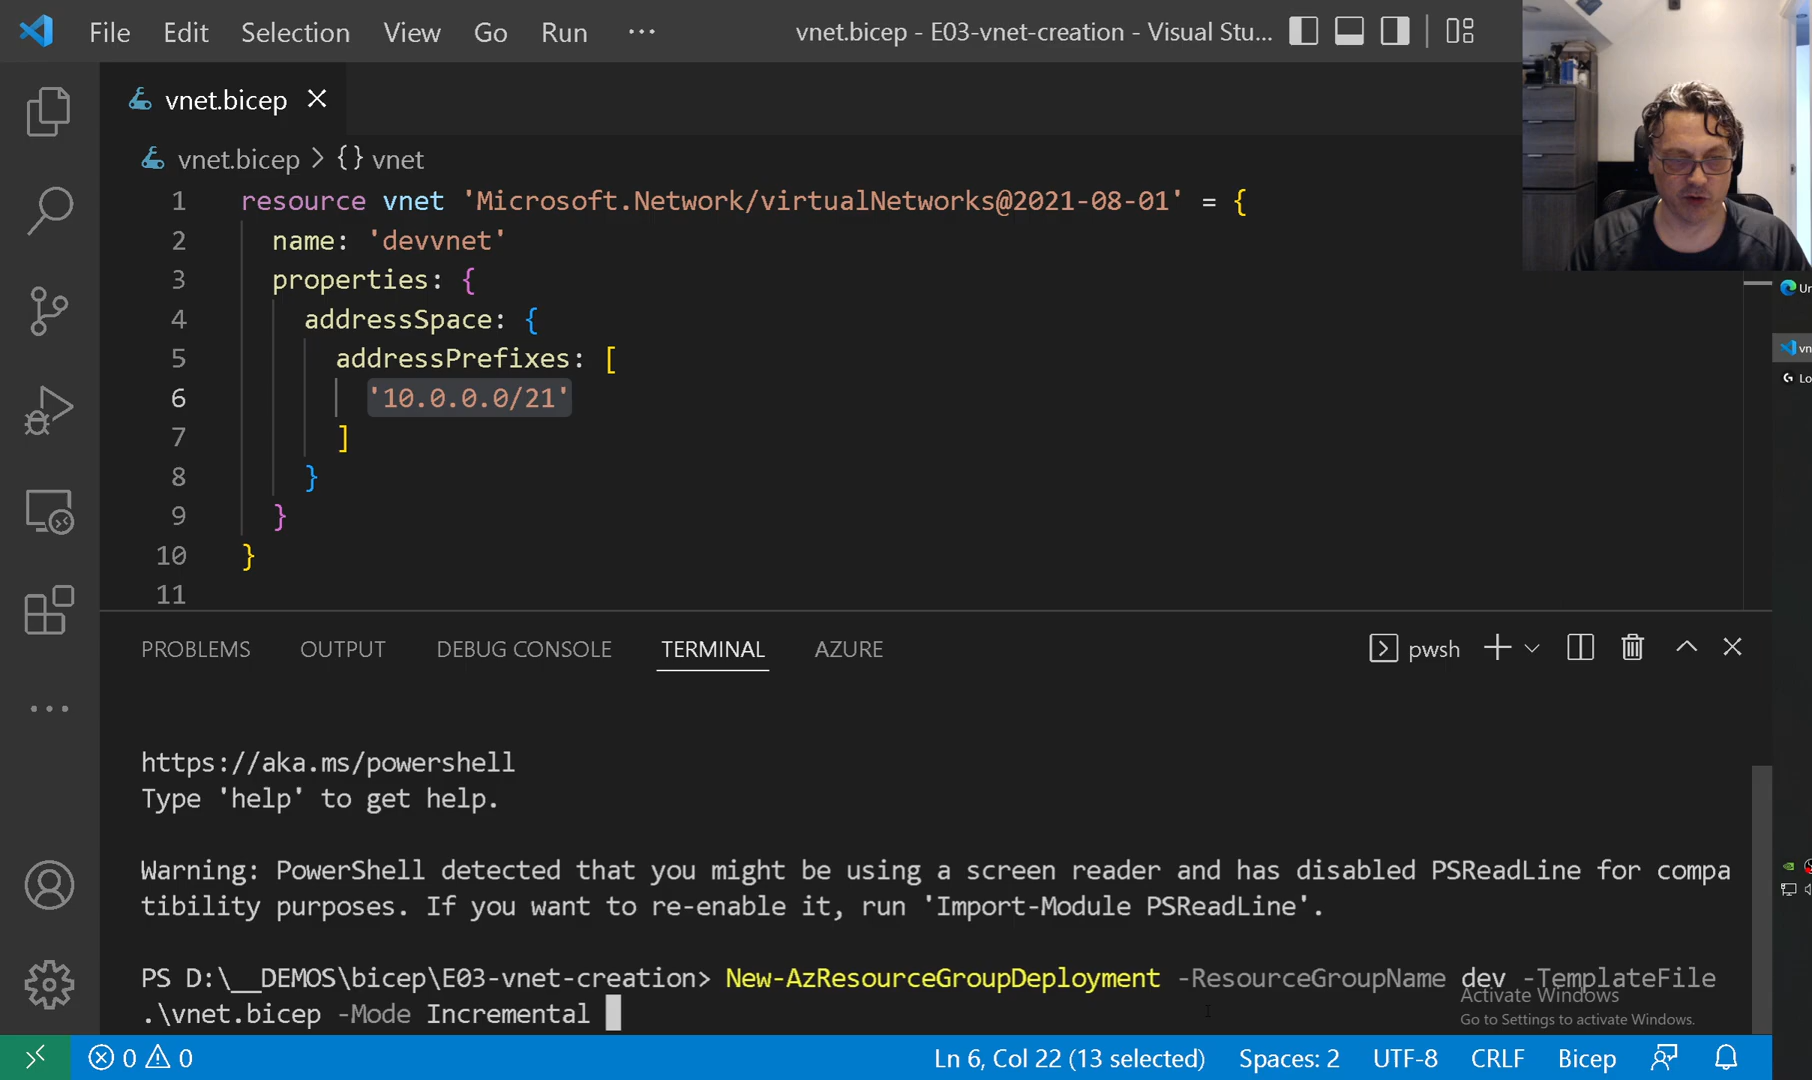 File Edit Selection View Go Run ··· vnet.bicep - E03-vnet-creation - Visual Stu...
vnet.bicep
vnet.bicep > {} vnet
1 resource vnet 'Microsoft.Network/virtualNetworks@2021-08-01' = {
2 name: 'devvnet'
3 properties: {
4 addressSpace: {
5 addressPrefixes: [
6 '10.0.0.0/21'
7 ]
8 }
9 }
10 }
11
PROBLEMS OUTPUT DEBUG CONSOLE TERMINAL AZURE pwsh
https://aka.ms/powershell
Type 'help' to get help.
Warning: PowerShell detected that you might be using a screen reader and has disabled PSReadLine for compa
tibility purposes. If you want to re-enable it, run 'Import-Module PSReadLine'.
PS D:\__DEMOS\bicep\E03-vnet-creation> New-AzResourceGroupDeployment -ResourceGroupName dev -TemplateFile
.\vnet.bicep -Mode Incremental
Activate Windows
Go to Settings to activate Windows.
0 0 Ln 6, Col 22 (13 selected) Spaces: 2 UTF-8 CRLF Bicep